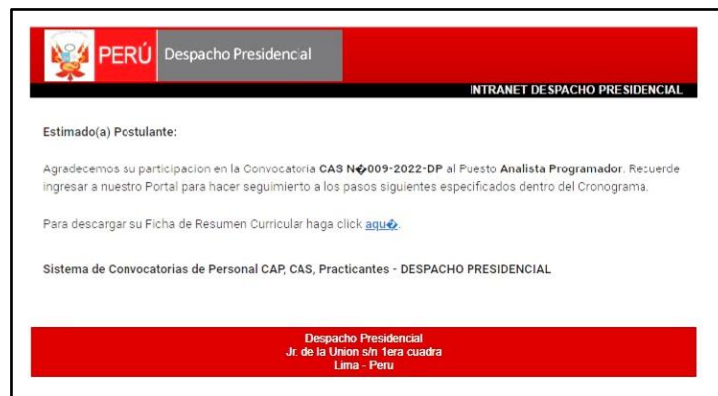 PERÚ Despacho Presidencial
INTRANET DESPACHO PRESIDENCIAL
Estimado(a) Postulante:
Agradecemos su participacion en la Convocatoria CAS N�009-2022-DP al Puesto Analista Programador. Recuerde
ingresar a nuestro Portal para hacer seguimierto a los pasos siguientes especificados dentro del Cronograma.
Para descargar su Ficha de Resumen Curricular haga click aqu�.
Sistema de Convocatorias de Personal CAP, CAS, Practicantes - DESPACHO PRESIDENCIAL
Despacho Presidencial
Jr. de la Union s/n 1era cuadra
Lima - Peru